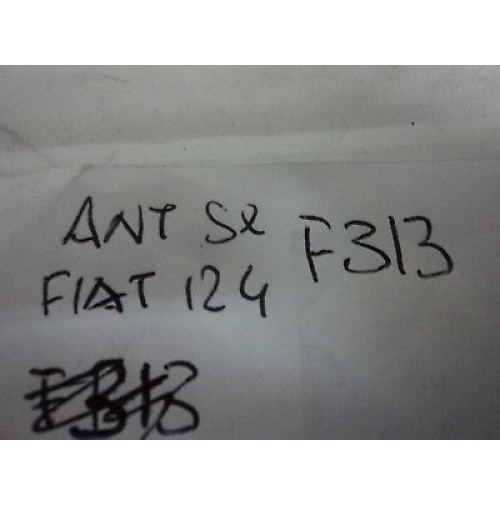 ANT Sx F313
FIAT 124